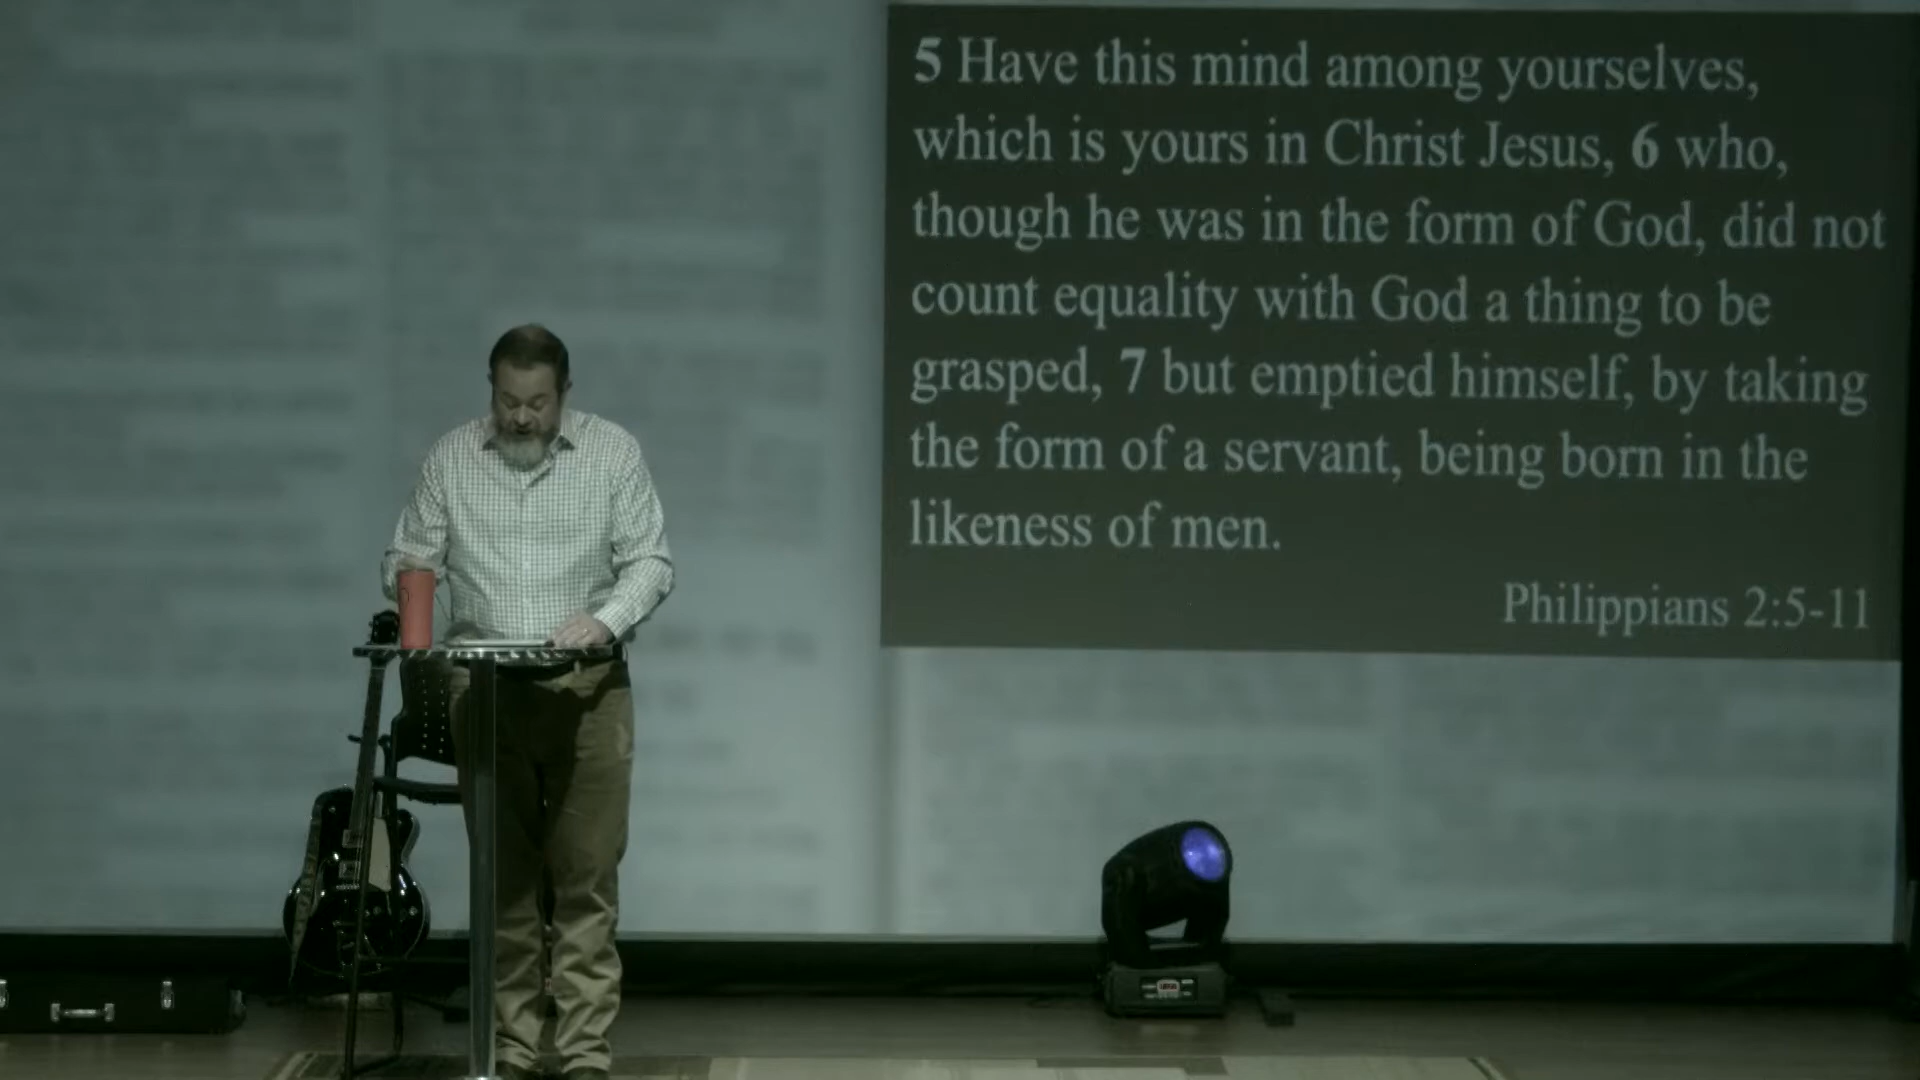 5 Have this mind among yourselves,
which is yours in Christ Jesus, 6 who,
though he was in the form of God, did not
count equality with God a thing to be
grasped, 7 but emptied himself, by taking
the form of a servant, being born in the
likeness of men.
Philippians 2:5-11